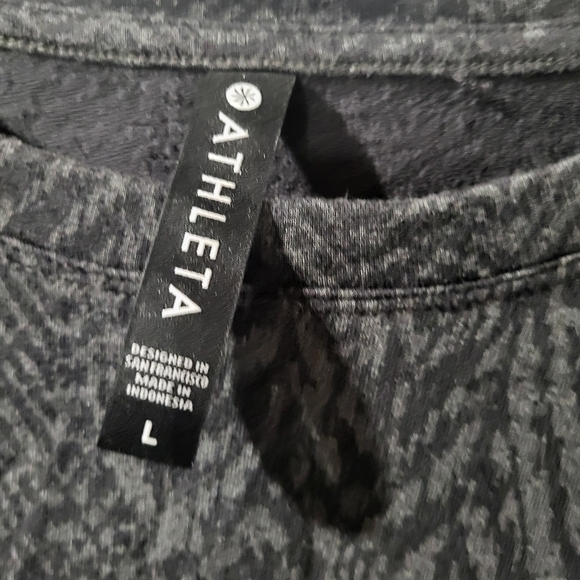 ATHLETA
DESIGNED IN
SAN FRANCISCO
MADE IN
INDONESIA
L